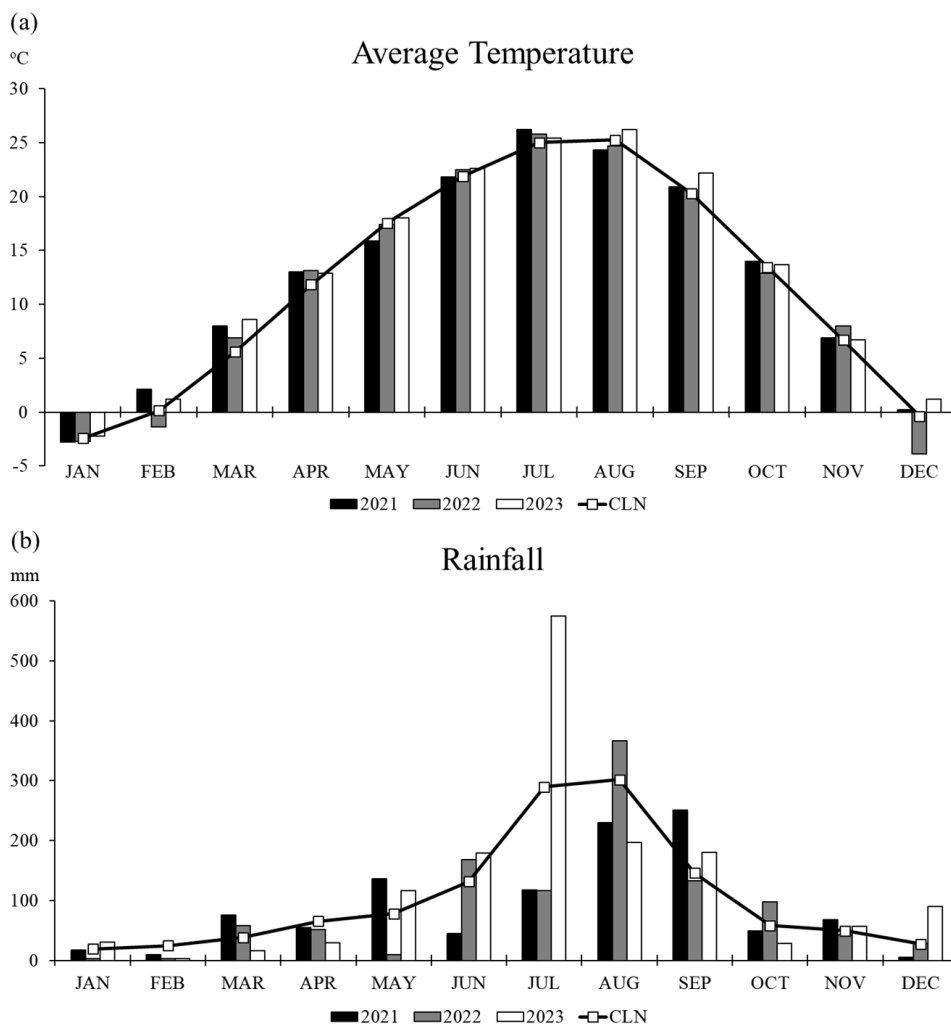 (a)
°C
Average Temperature
30
25
20
15
10
5
0
-5
JAN FEB MAR APR MAY JUN JUL AUG SEP OCT NOV DEC
2021 2022 2023 CLN
(b)
mm
Rainfall
600
500
400
300
200
100
0
JAN FEB MAR APR MAY JUN JUL AUG SEP OCT NOV DEC
2021 2022 2023 CLN